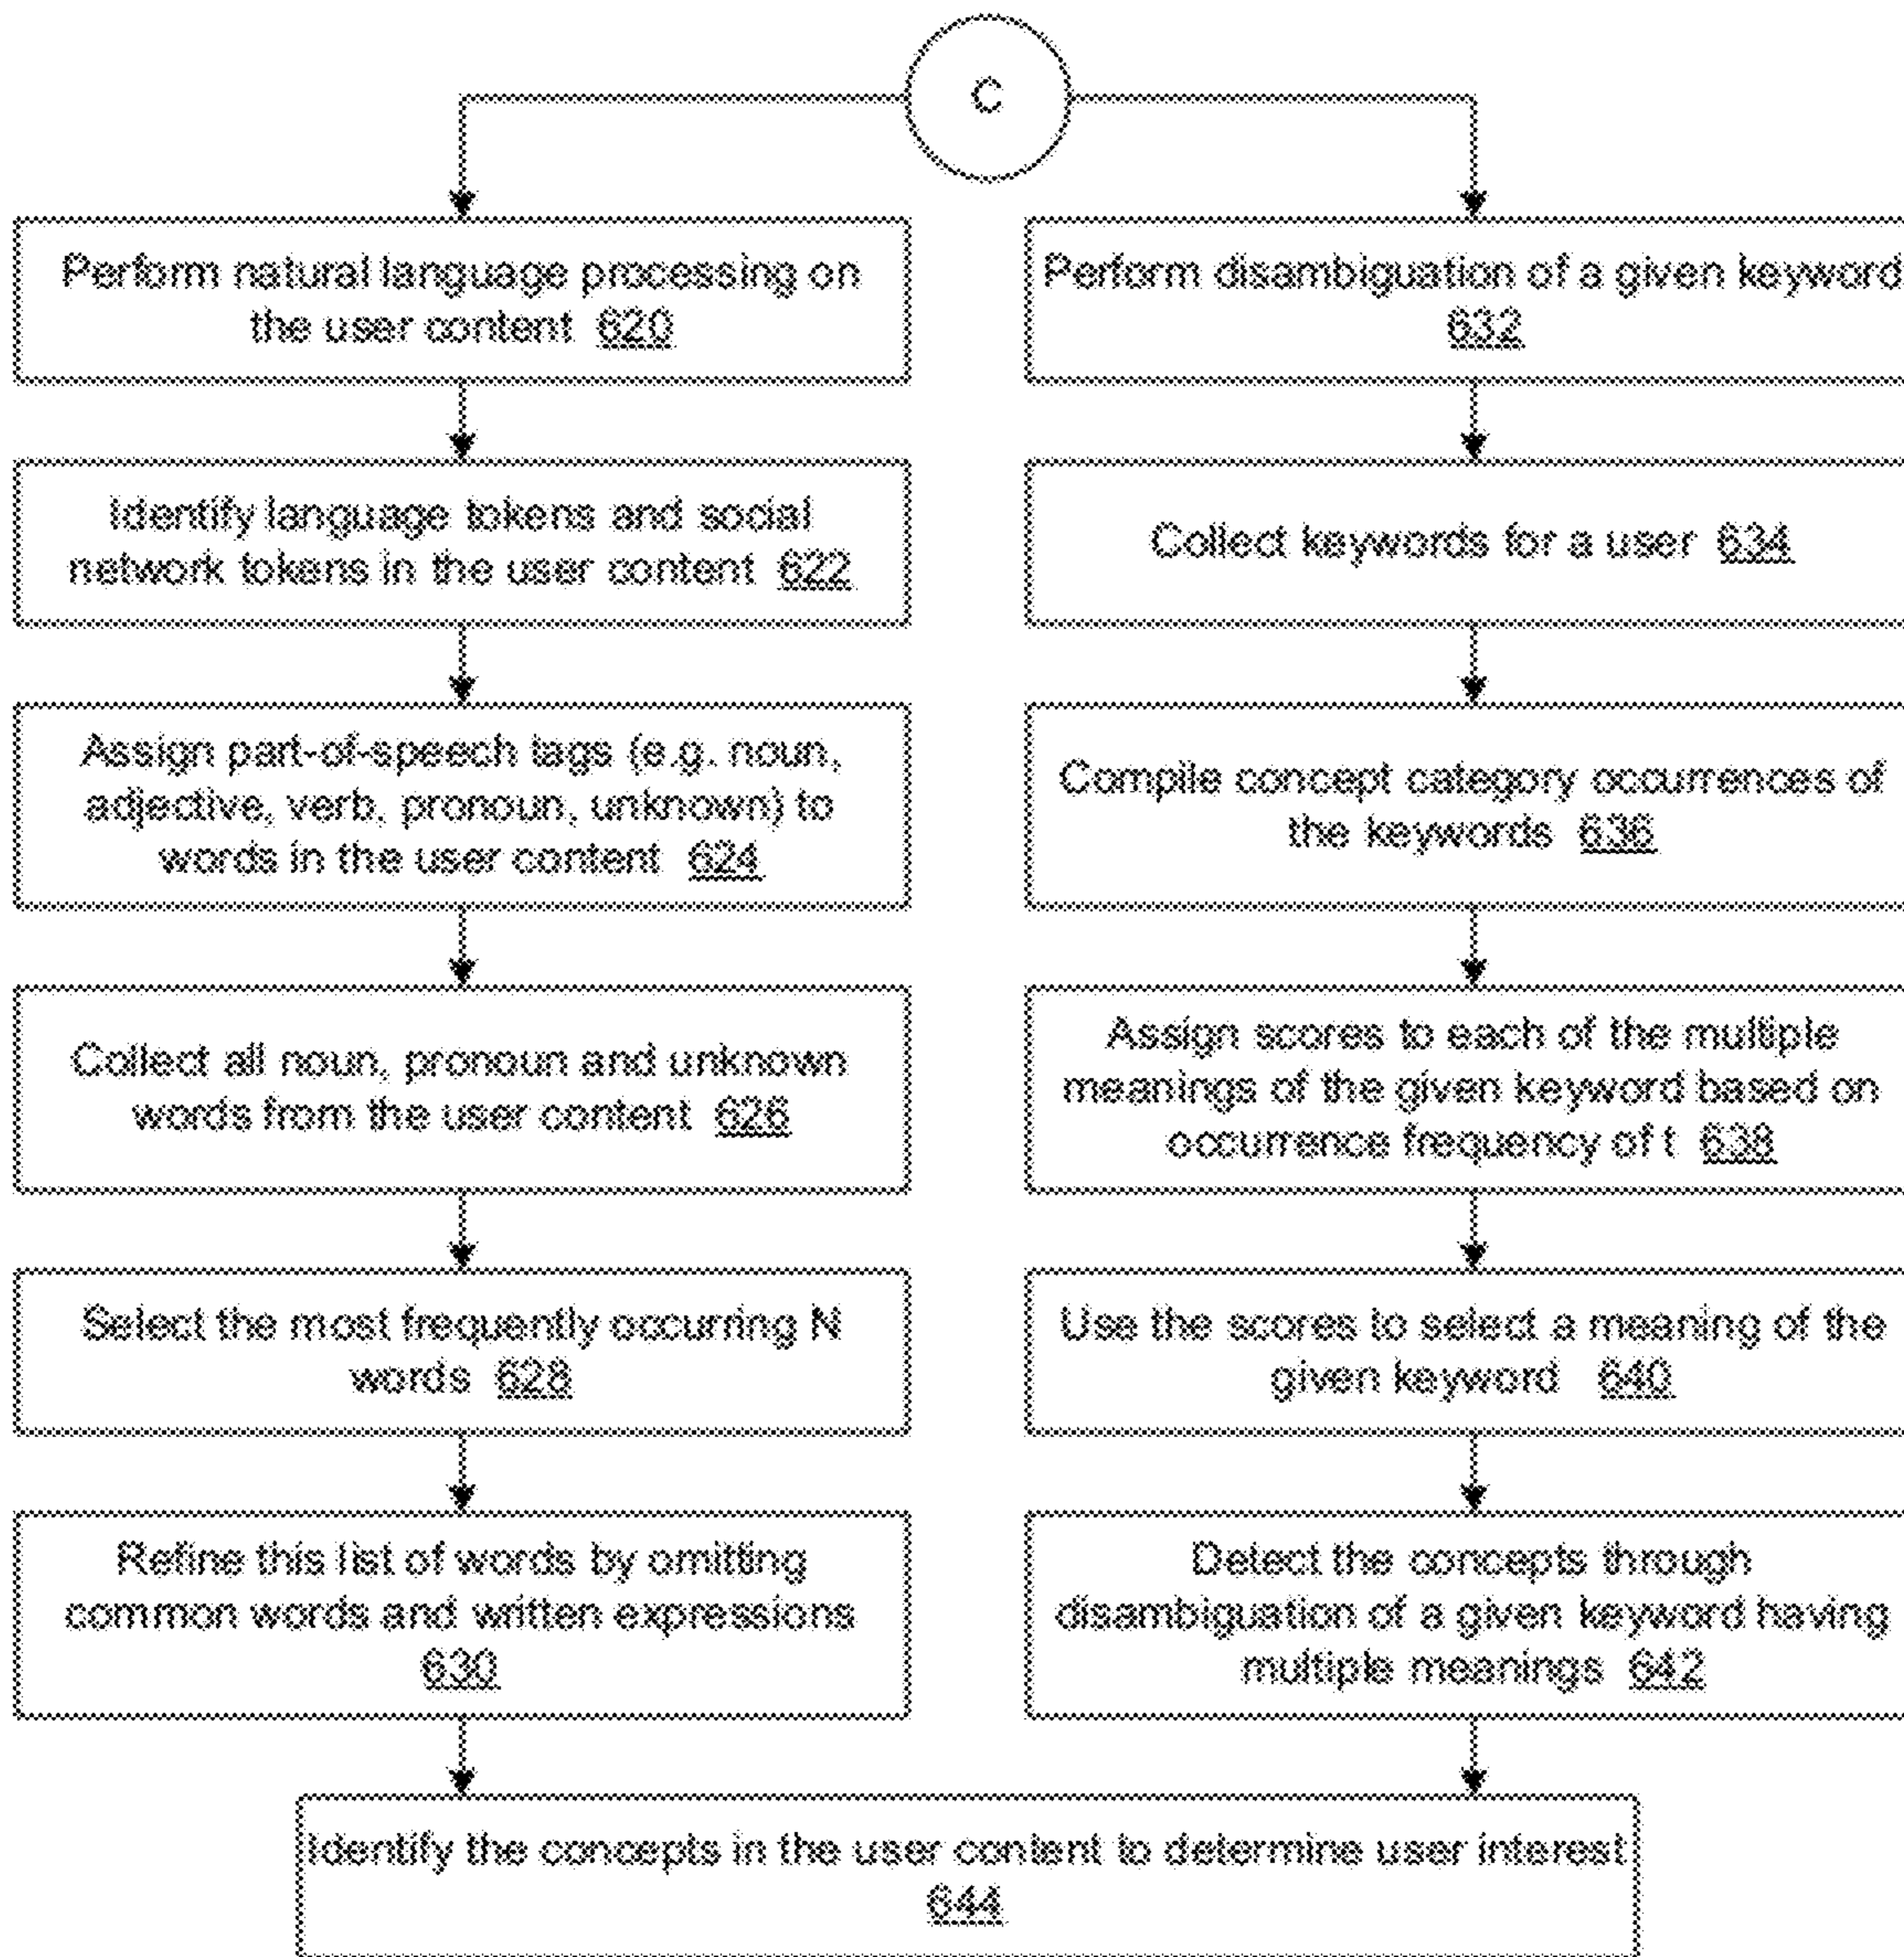 C
Perform natural language processing on
the user content 620
Identify language tokens and social
network tokens in the user content 622
Assign part-of-speech tags (e.g. noun,
adjective, verb, pronoun, unknown) to
words in the user content 624
Collect all noun, pronoun and unknown
words from the user content 626
Select the most frequently occurring N
words 628
Refine this list of words by omitting
common words and written expressions
630
Perform disambiguation of a given keyword
632
Collect keywords for a user 634
Compile concept category occurrences of
the keywords 636
Assign scores to each of the multiple
meanings of the given keyword based on
occurrence frequency of t 638
Use the scores to select a meaning of the
given keyword 640
Detect the concepts through
disambiguation of a given keyword having
multiple meanings 642
Identify the concepts in the user content to determine user interest
644